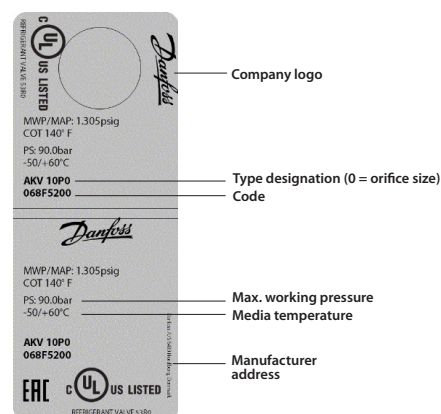 C UL US LISTED
REFRIGERANT VALVE 53B0
Danfoss
Company logo
MWP/MAP: 1.305psig
COT 140° F
PS: 90.0bar
-50/+60°C
AKV 10P0
Type designation (0 = orifice size)
068F5200
Code
Danfoss
MWP/MAP: 1.305psig
COT 140° F
PS: 90.0bar
Max. working pressure
-50/+60°C
Media temperature
AKV 10P0
068F5200
Manufacturer
address
EAC
C UL US LISTED
REFRIGERANT VALVE 53B0